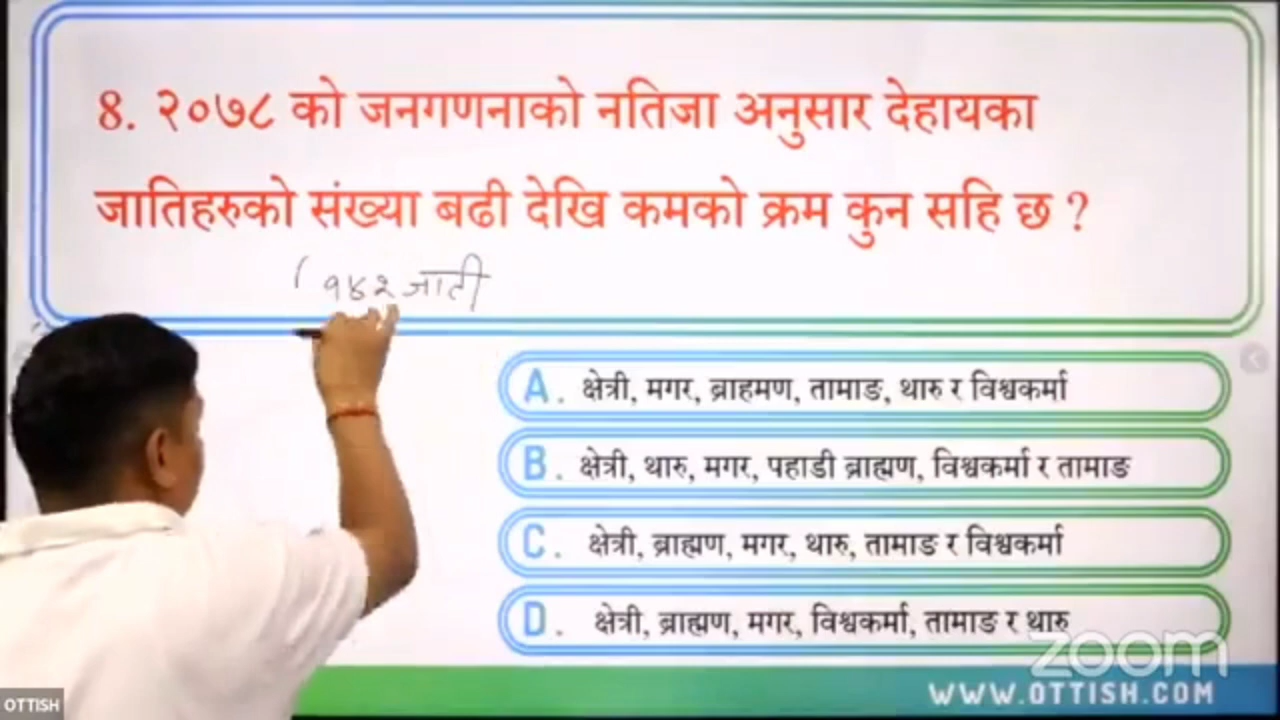 8. २०७८ को जनगणनाको नतिजा अनुसार देहायका
जातिहरुको संख्या बढी देखि कमको क्रम कुन सहि छ ?
( १४२ जाती
A. क्षेत्री, मगर, ब्राहमण, तामाङ, थारु र विश्वकर्मा
B. क्षेत्री, थारु, मगर, पहाडी ब्राह्मण, विश्वकर्मा र तामाङ
C. क्षेत्री, ब्राह्मण, मगर, थारु, तामाङ र विश्वकर्मा
D. क्षेत्री, ब्राह्मण, मगर, विश्वकर्मा, तामाङ र थारु
zoom
WWW.OTTISH.COM
OTTISH